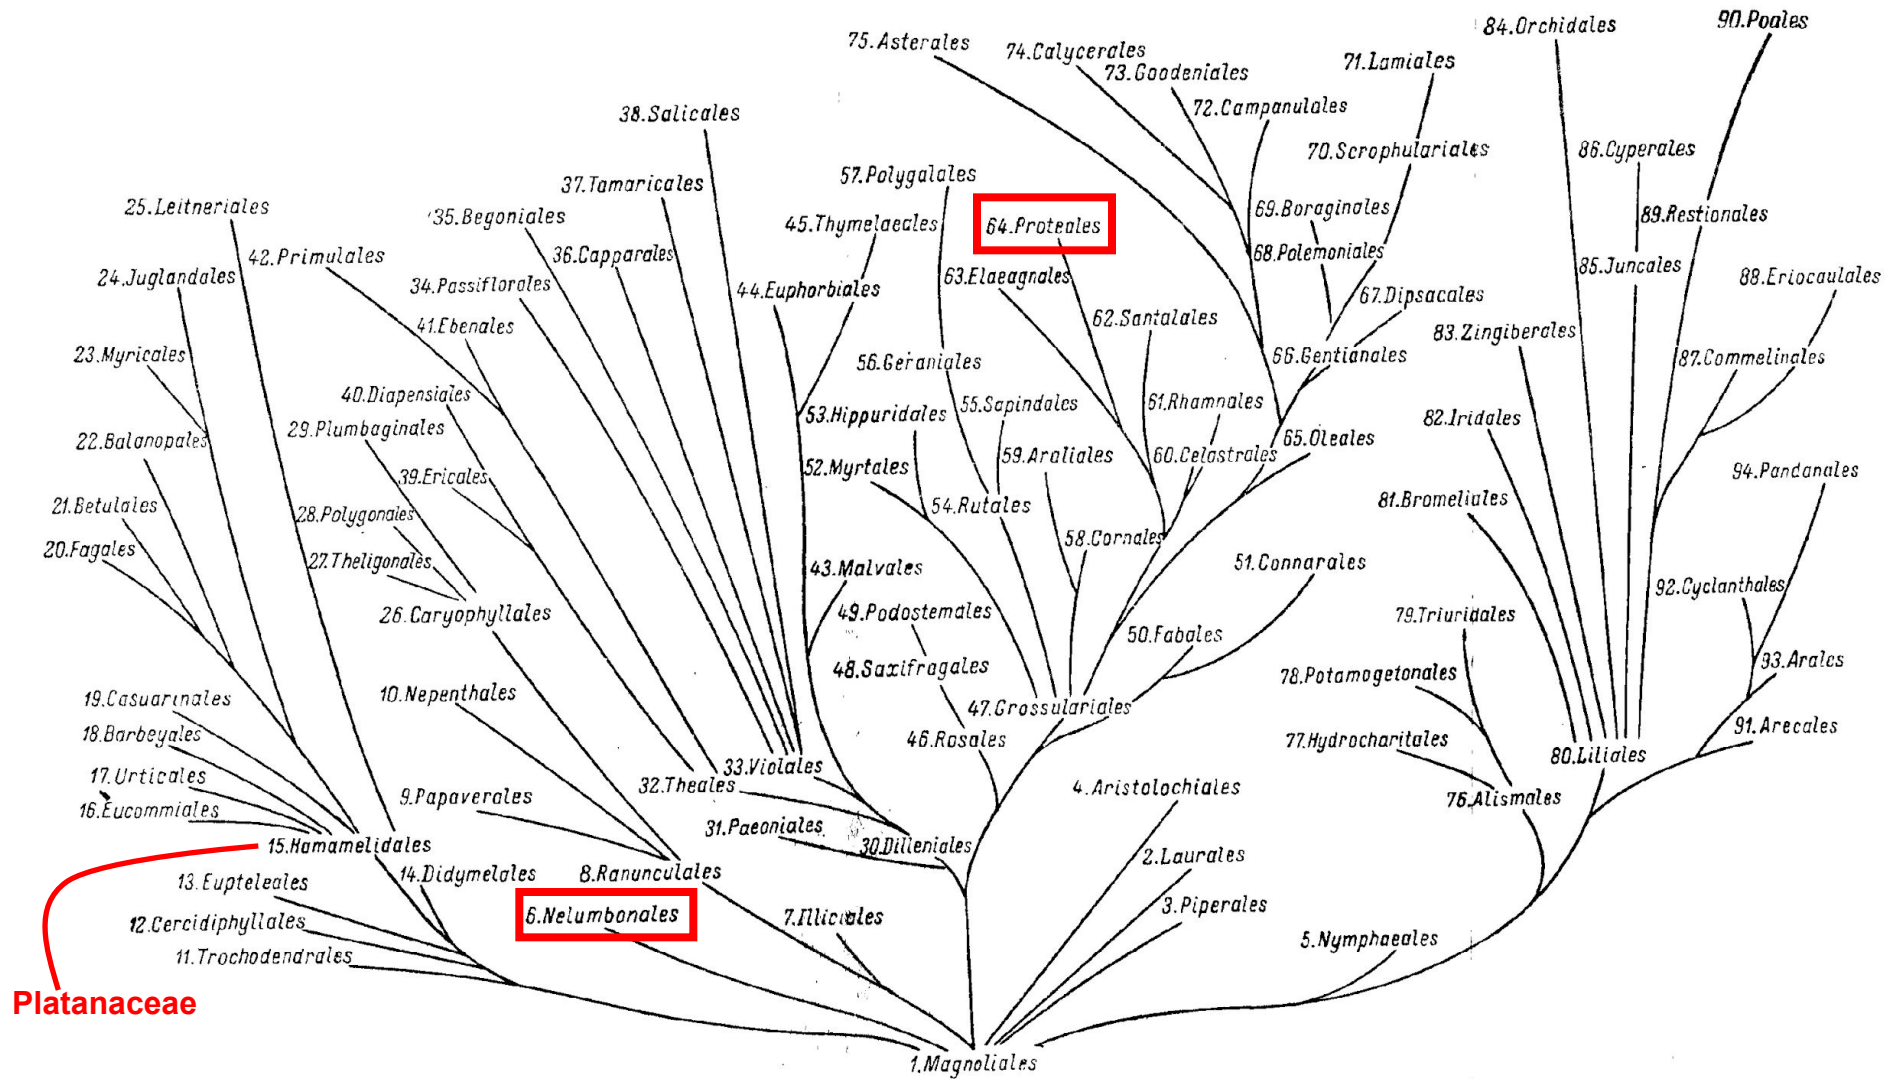 90.Poales
84.Orchidales
75.Asterales
74.Calycerales
71.Lamiales
73.Goodeniales
72.Campanulales
38.Salicales
70.Scrophulariales
86.Cyperales
57.Polygalales
37.Tamaricales
25.Leitneriales
69.Boraginales
35.Begoniales
89.Restionales
45.Thymelaeales
64.Proteales
42.Primulales
36.Capparales
68.Polemoniales
85.Juncales
24.Juglandales
63.Elaeagnales
88.Eriocaulales
34.Passiflorales
44.Euphorbiales
67.Dipsacales
62.Santalales
41.Ebenales
83.Zingiberales
23.Myricales
56.Geraniales
66.Gentianales
87.Commelinales
40.Diapensiales
61.Rhamnales
55.Sapindales
53.Hippuridales
82.Iridales
29.Plumbaginales
22.Balanopales
65.Oleales
59.Araliales
60.Celastrales
52.Myrtales
94.Pandanales
39.Ericales
81.Bromeliales
21.Betulales
54.Rutales
28.Polygonales
58.Cornales
20.Fagales
27.Theligonales
51.Connarales
43.Malvales
92.Cyclanthales
26.Caryophyllales
49.Podostemales
79.Triuridales
50.Fabales
93.Arales
48.Saxifragales
78.Potamogetonales
10.Nepenthales
19.Casuarinales
47.Grossulariales
91.Arecales
18.Barbeyales
46.Rosales
77.Hydrocharitales
80.Liliales
33.Violales
17.Urticales
32.Theales
4.Aristolochiales
9.Papaverales
76.Alismales
16.Eucommiales
31.Paeoniales
15.Hamamelidales
30.Dilleniales
2.Laurales
14.Didymelales
8.Ranunculales
13.Eupteleales
3.Piperales
6.Nelumbonales
7.Illiciales
12.Cercidiphyllales
5.Nymphaeales
11.Trochodendrales
Platanaceae
1.Magnoliales